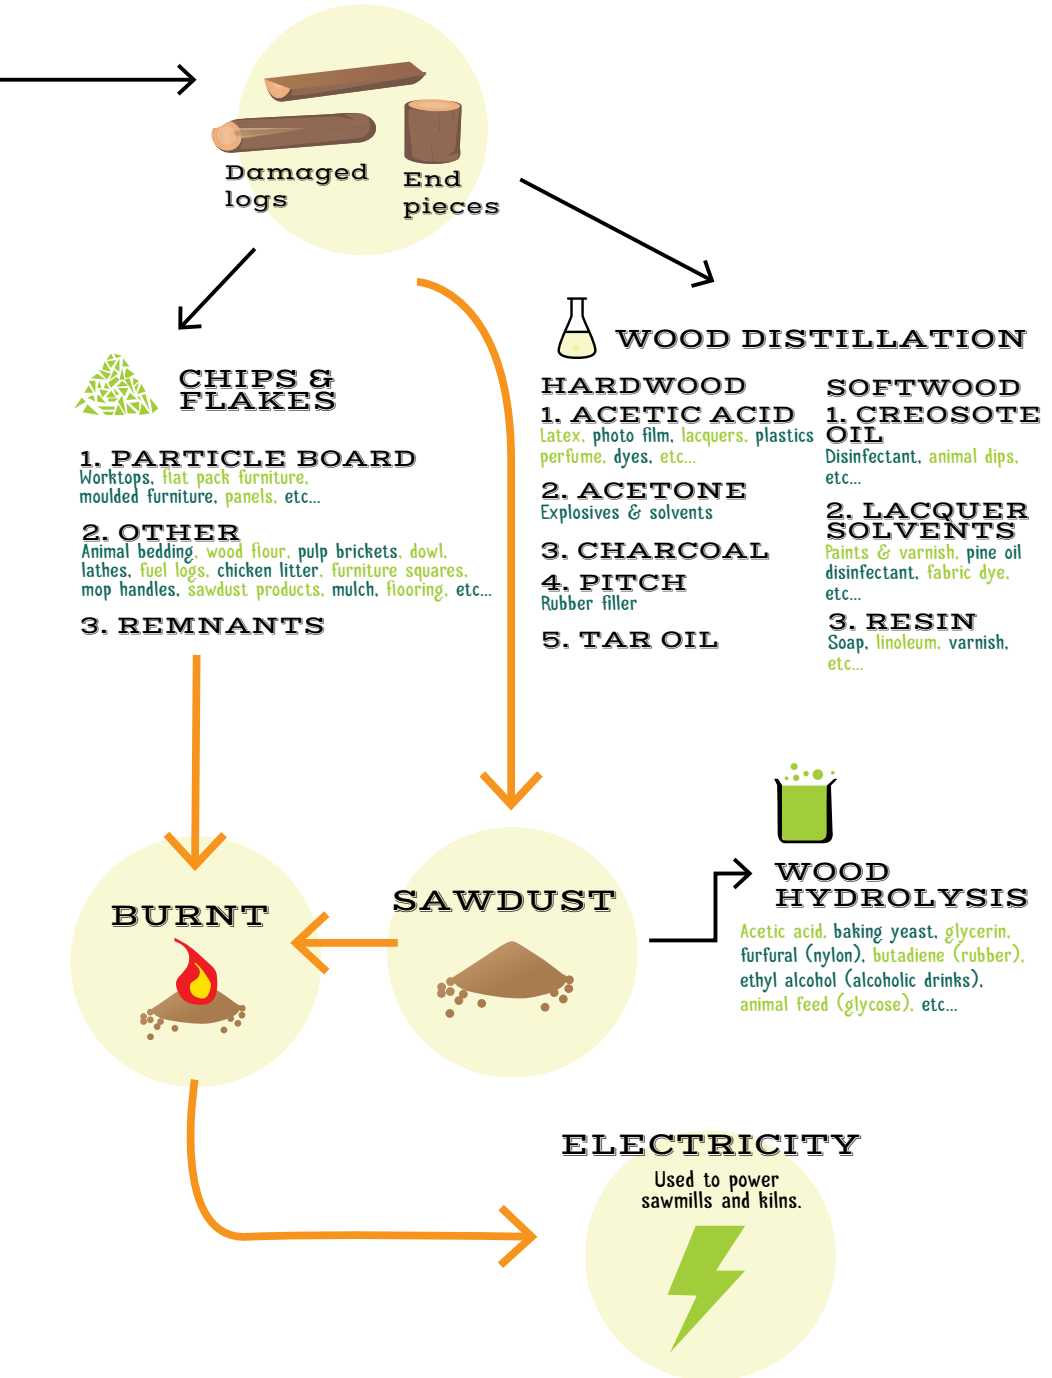 Damaged
logs
End
pieces
CHIPS &
FLAKES
1. PARTICLE BOARD
Worktops, flat pack furniture,
moulded furniture, panels, etc...
2. OTHER
Animal bedding, wood flour, pulp brickets, dowl,
lathes, fuel logs, chicken litter, furniture squares,
mop handles, sawdust products, mulch, flooring, etc...
3. REMNANTS
WOOD DISTILLATION
HARDWOOD
1. ACETIC ACID
Latex, photo film, lacquers, plastics
perfume, dyes, etc...
2. ACETONE
Explosives & solvents
3. CHARCOAL
4. PITCH
Rubber filler
5. TAR OIL
SOFTWOOD
1. CREOSOTE
OIL
Disinfectant, animal dips,
etc...
2. LACQUER
SOLVENTS
Paints & varnish, pine oil
disinfectant, fabric dye,
etc...
3. RESIN
Soap, linoleum, varnish,
etc...
BURNT
SAWDUST
WOOD
HYDROLYSIS
Acetic acid, baking yeast, glycerin,
furfural (nylon), butadiene (rubber),
ethyl alcohol (alcoholic drinks),
animal feed (glycose), etc...
ELECTRICITY
Used to power
sawmills and kilns.